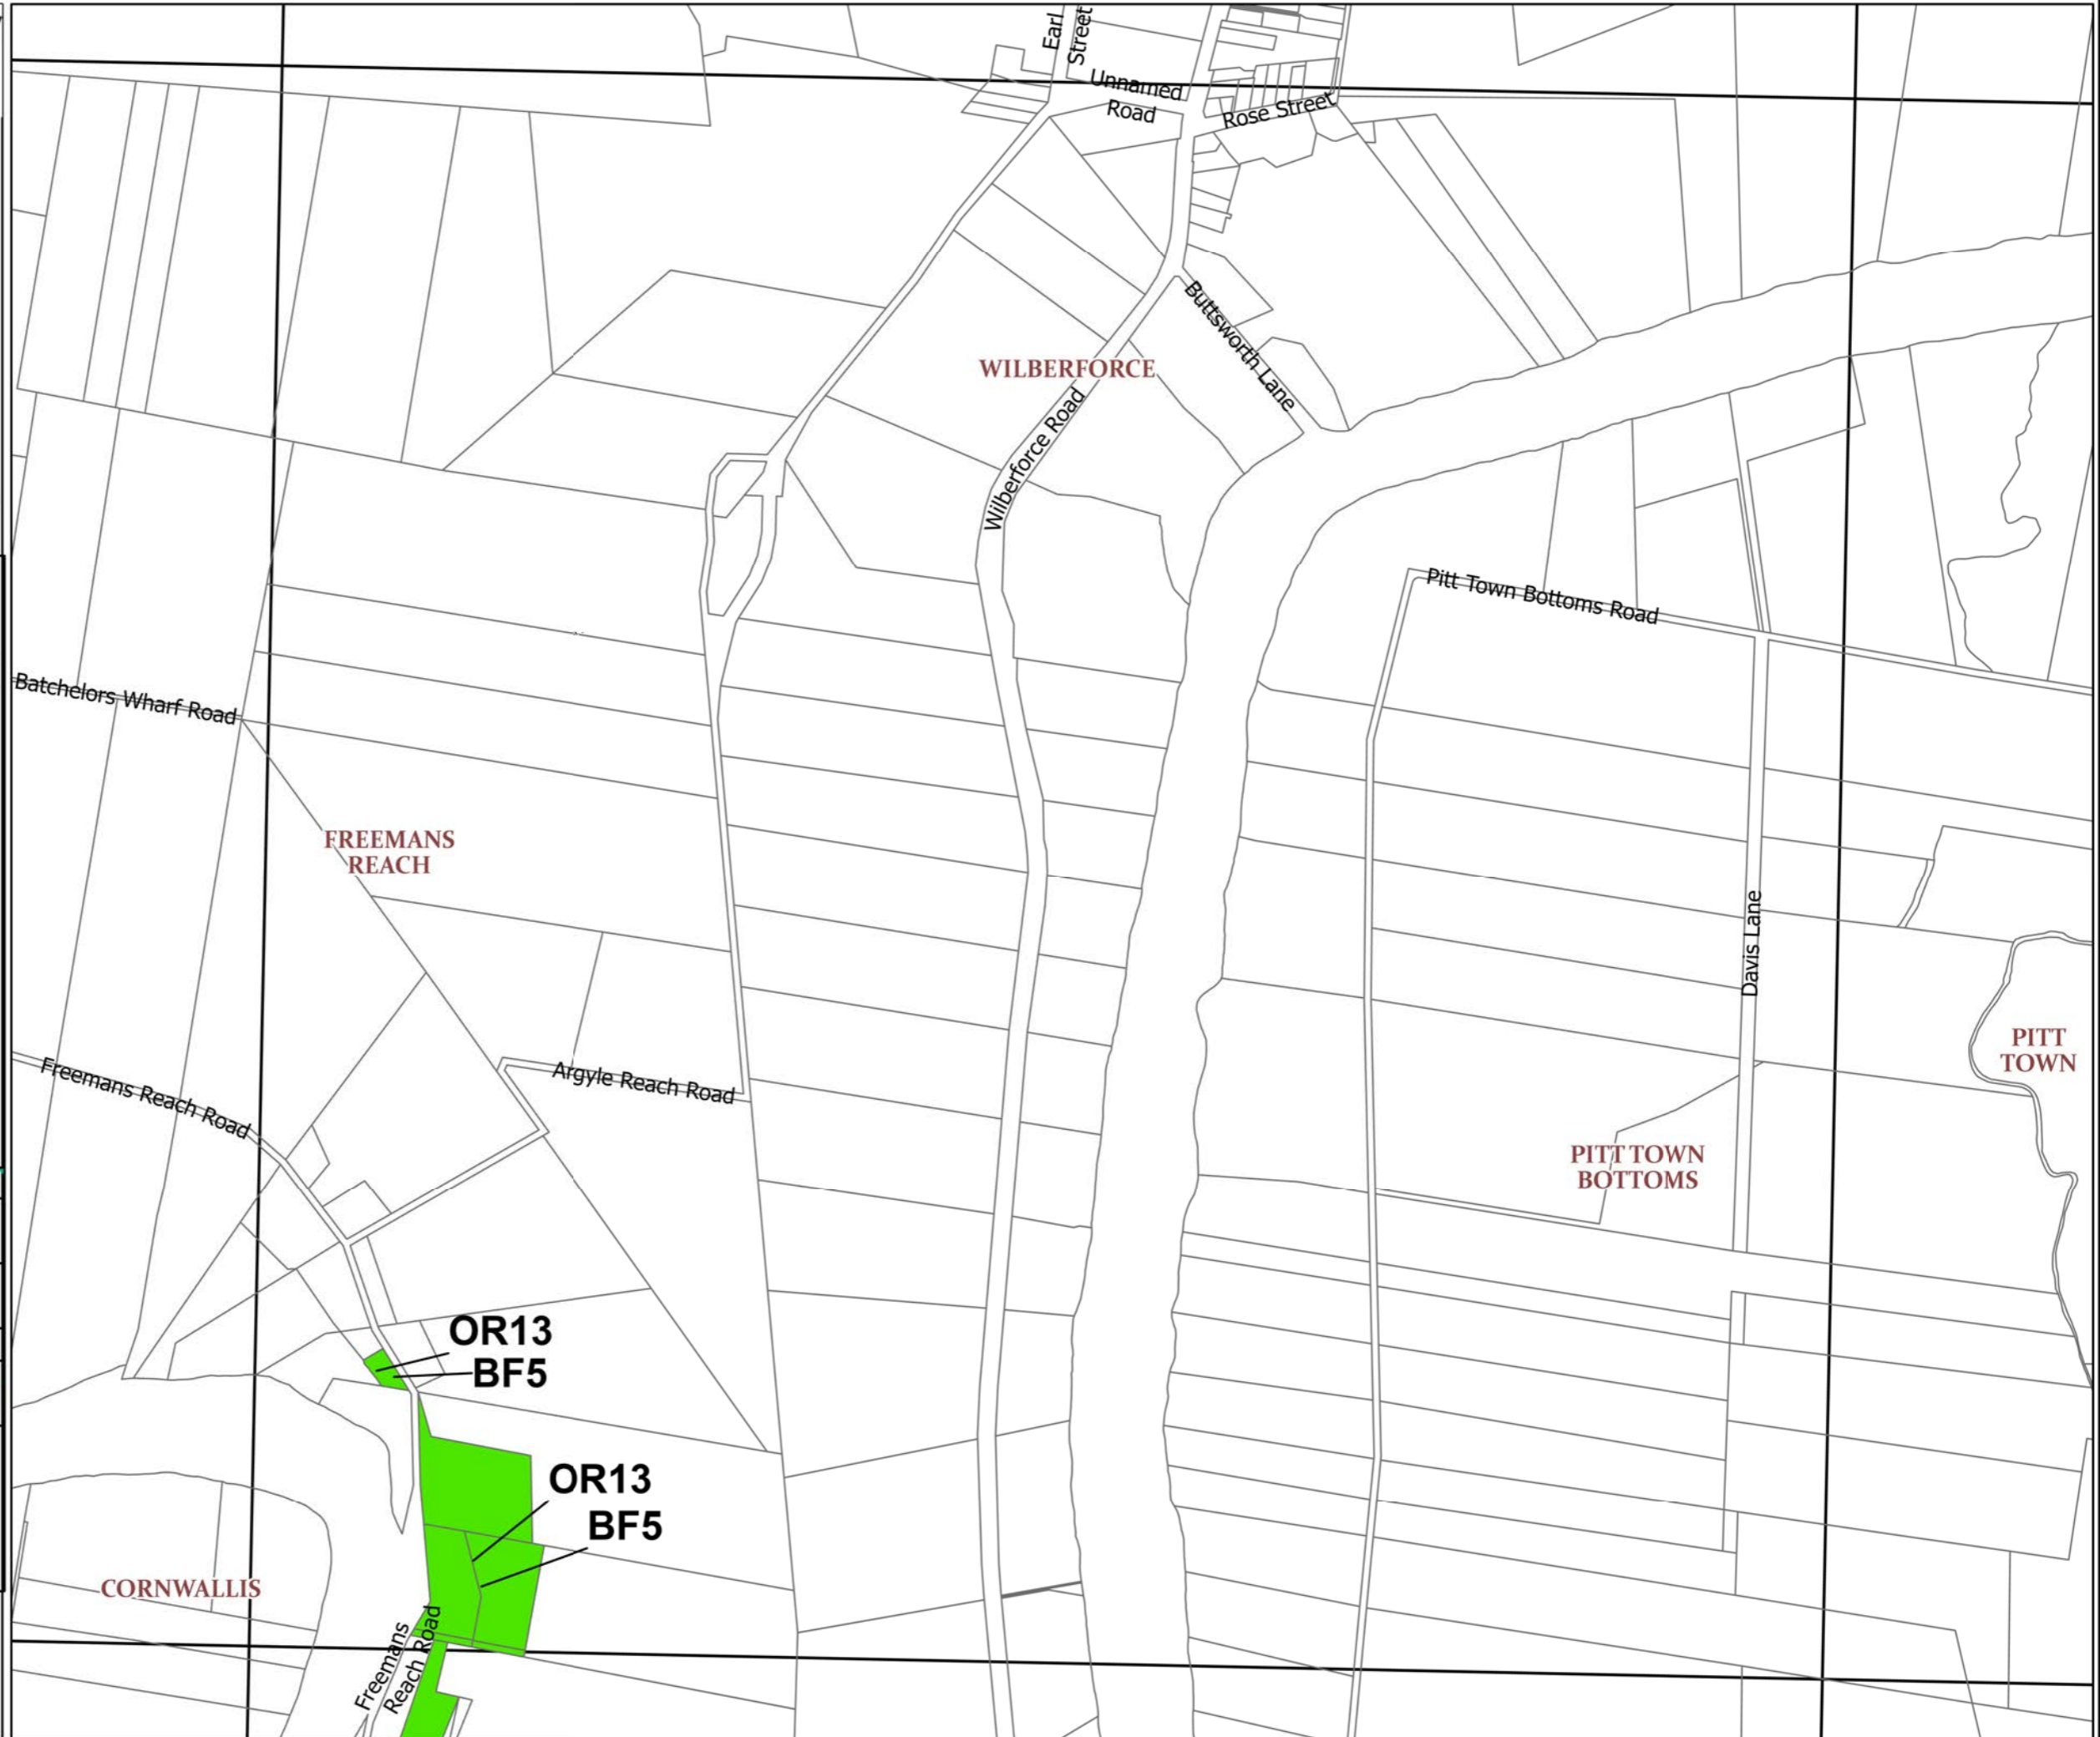 Earl
Street
Unnamed
Road
Rose Street
Buttsworth Lane
WILBERFORCE
Wilberforce Road
Pitt Town Bottoms Road
Batchelors Wharf Road
FREEMANS
REACH
Davis Lane
PITT
TOWN
Freemans Reach Road
Argyle Reach Road
PITT TOWN
BOTTOMS
OR13
BF5
OR13
BF5
CORNWALLIS
Freemans
Reach Road